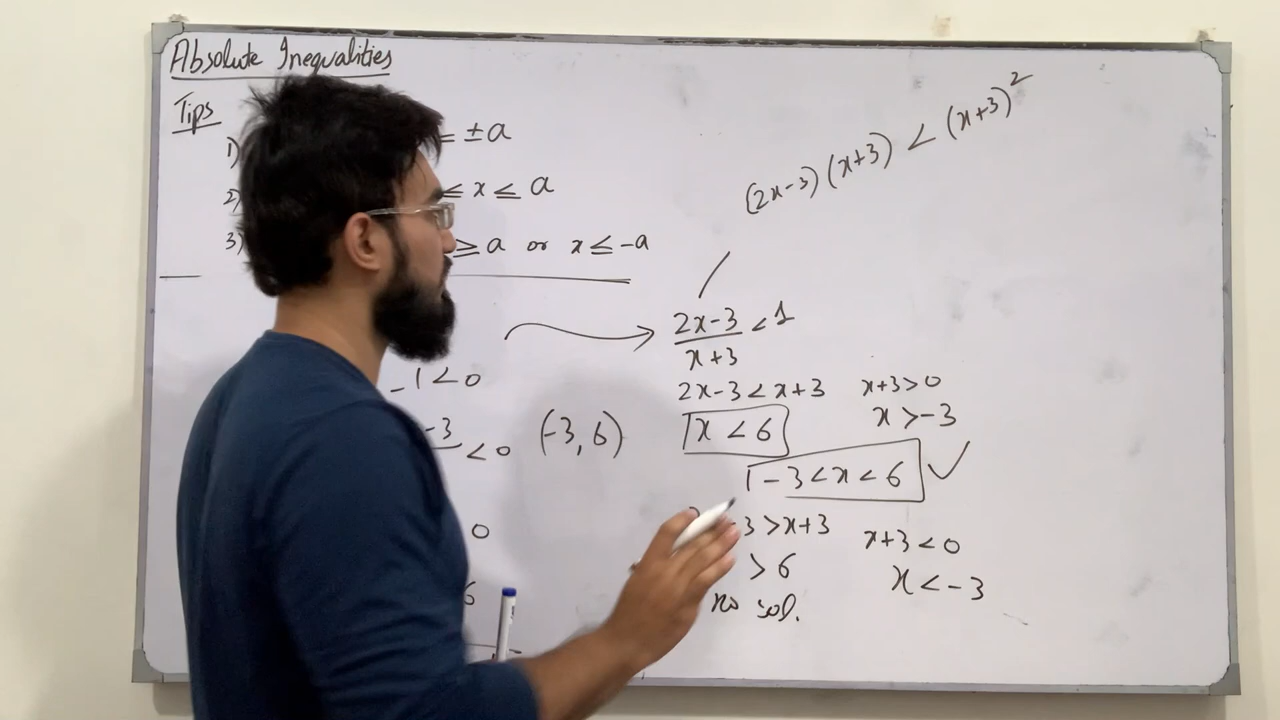 Absolute Inequalities
Tips
1) = ±a
2) ≤ x ≤ a
3) ≥ a or x ≤ -a
-1 < 0
-3 < 0 (-3, 6)
0
6
(2x-3)(x+3) < (x+3)²
2x-3 / x+3 < 1
2x-3 < x+3 x+3 > 0
x < 6 x > -3
-3 < x < 6 ✓
3 > x+3 x+3 < 0
> 6 x < -3
no sol.